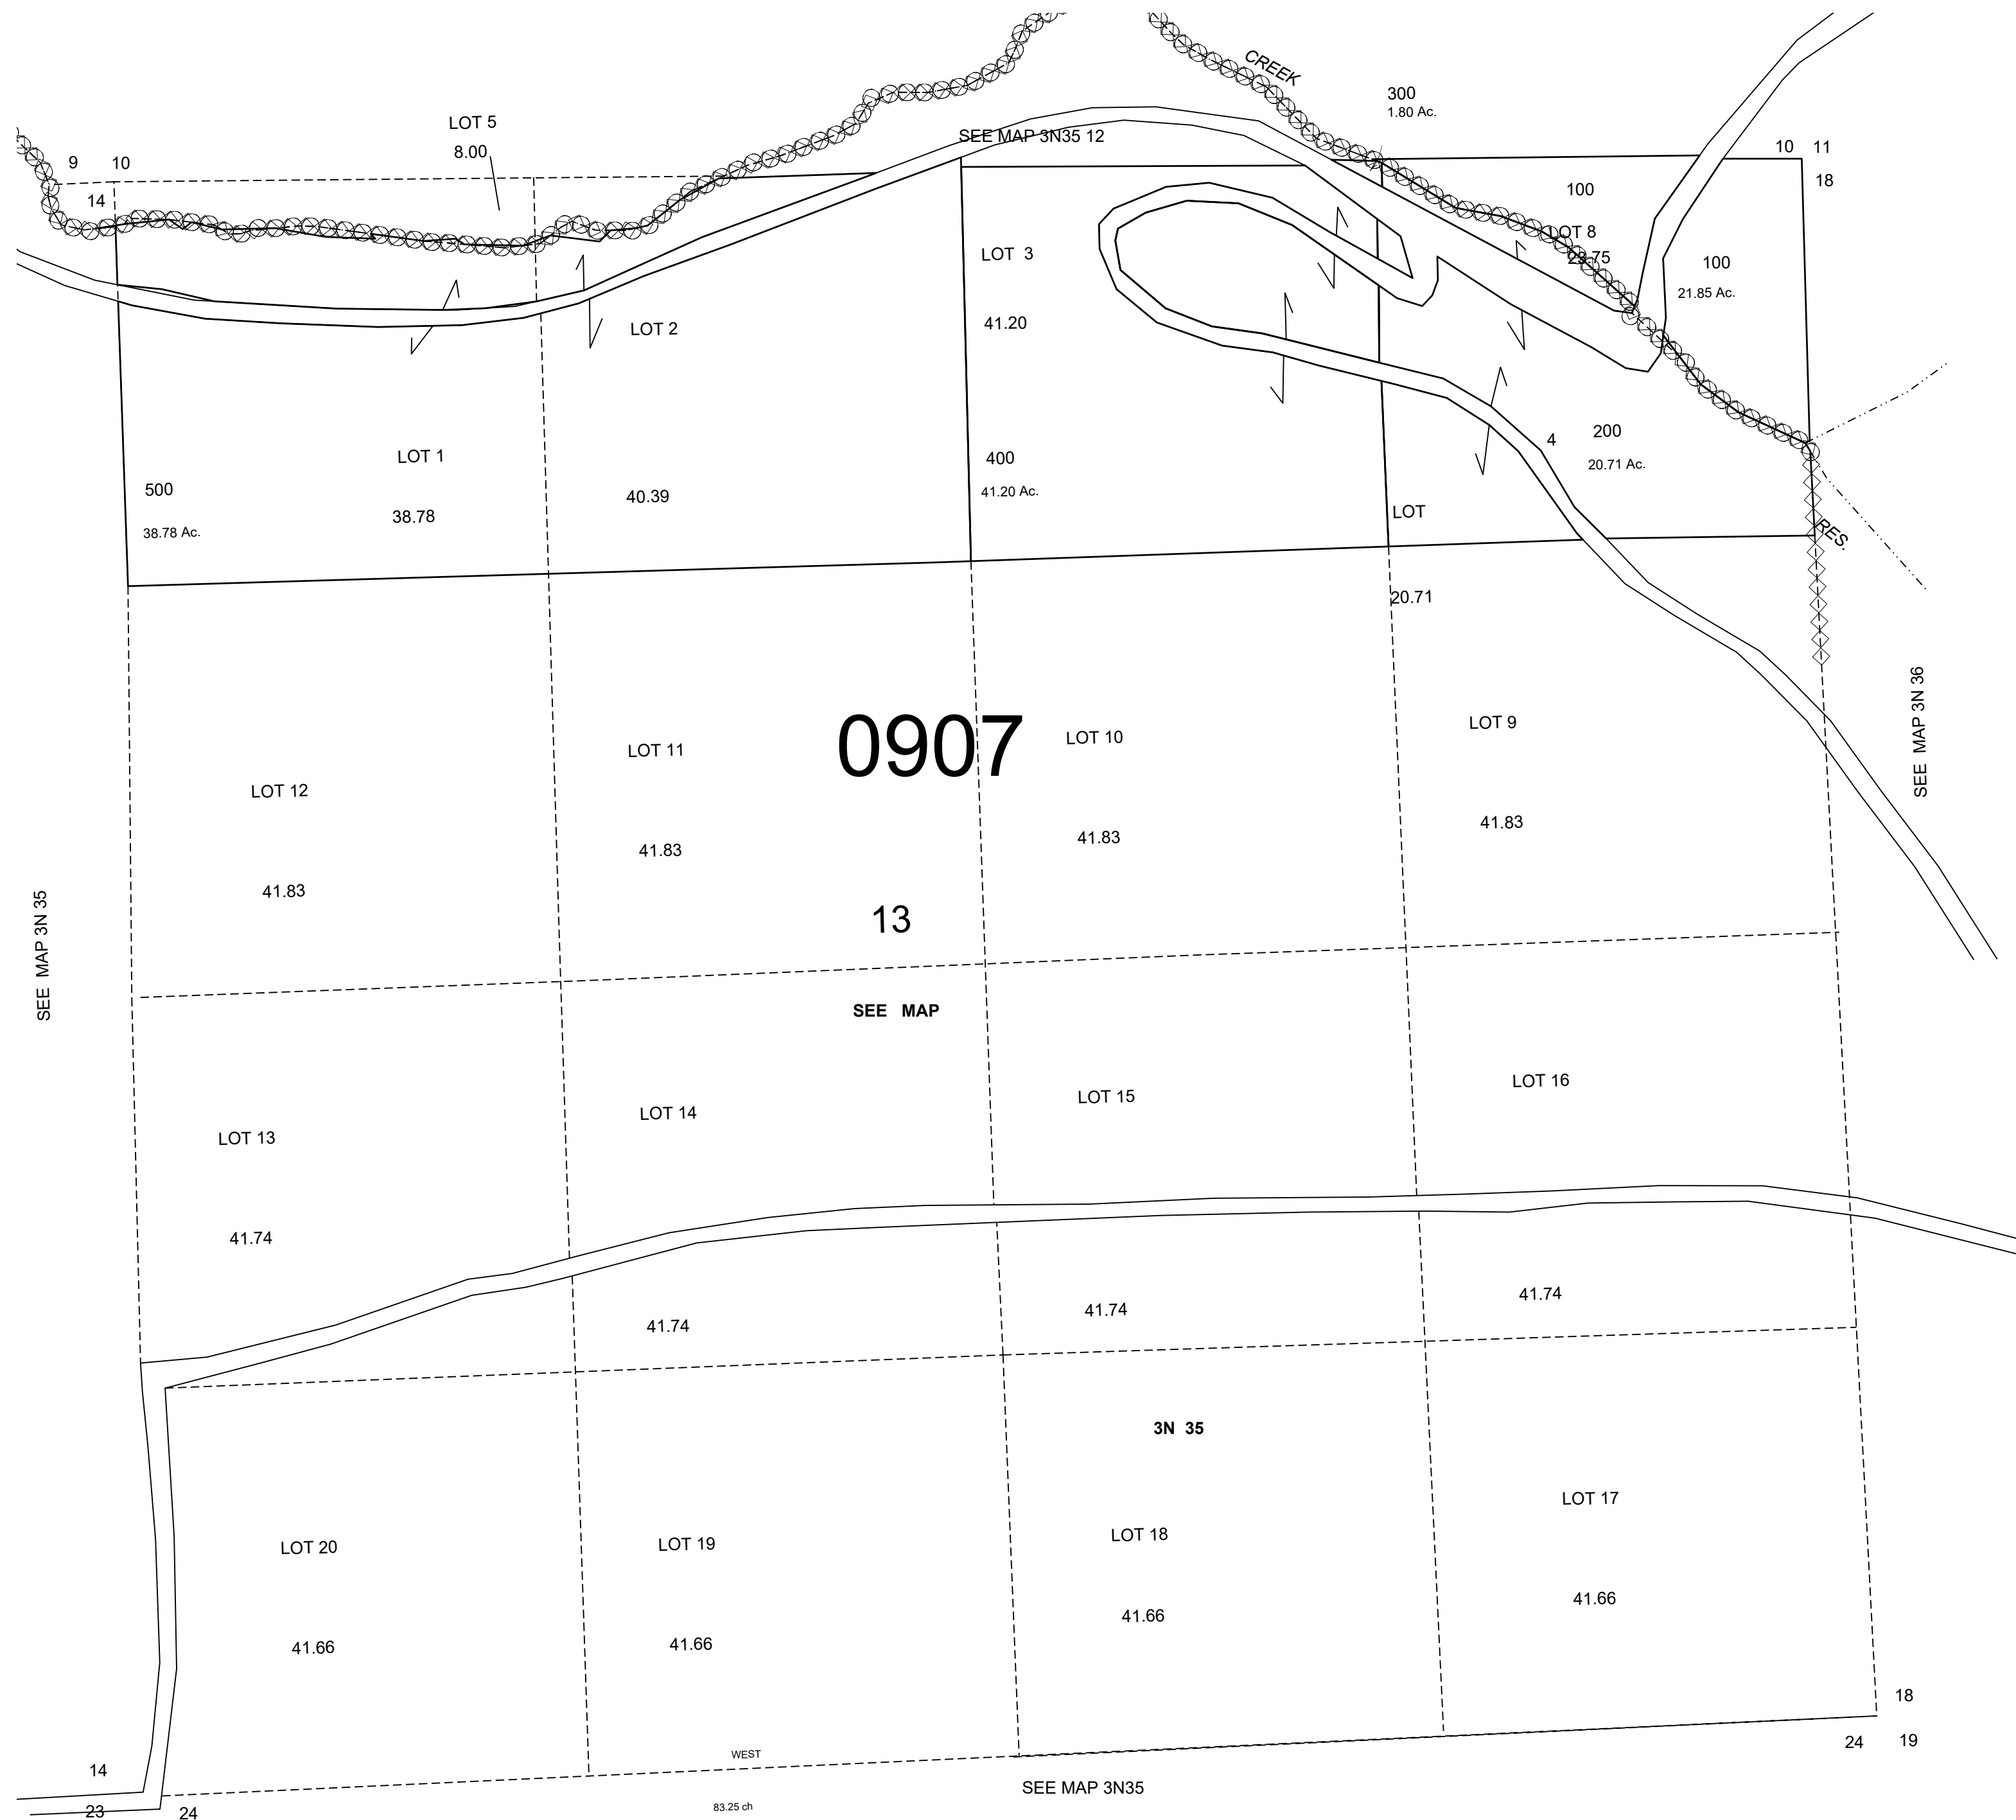 CREEK
300
1.80 Ac.
LOT 5
8.00
SEE MAP 3N35 12
9 10
14
10 11
18
100
LOT 8
23.75
100
21.85 Ac.
LOT 3
41.20
LOT 2
4 200
20.71 Ac.
LOT 1
400
41.20 Ac.
500
38.78 Ac.
38.78
40.39
LOT
RES.
20.71
SEE MAP 3N 36
0907
LOT 12
LOT 11
LOT 10
LOT 9
41.83
41.83
41.83
41.83
SEE MAP 3N 35
13
SEE MAP
LOT 13
LOT 14
LOT 15
LOT 16
41.74
41.74
41.74
41.74
3N 35
LOT 20
LOT 19
LOT 18
LOT 17
41.66
41.66
41.66
41.66
18
24 19
WEST
14
SEE MAP 3N35
83.25 ch
23 24